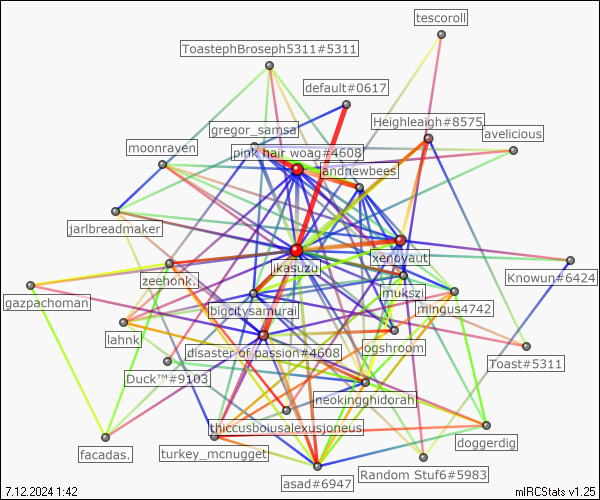 tescoroll
ToastephBroseph5311#5311
default#0617
Heighleaigh#8575
gregor_samsa
avelicious
moonraven
pink hair woag#4608
andnewbees
jarlbreadmaker
xenoyaut
ikasuzu
zeehonk.
Knowun#6424
mukszi
gazpachoman
bigcitysamurai
mingus4742
lahnk
disaster of passion#4608
ogshroom
Toast#5311
Duck™#9103
neokingghidorah
thiccusboiusalexusjoneus
doggerdig
facadas.
turkey_mcnugget
asad#6947
Random Stuf6#5983
7.12.2024 1:42
mIRCStats v1.25